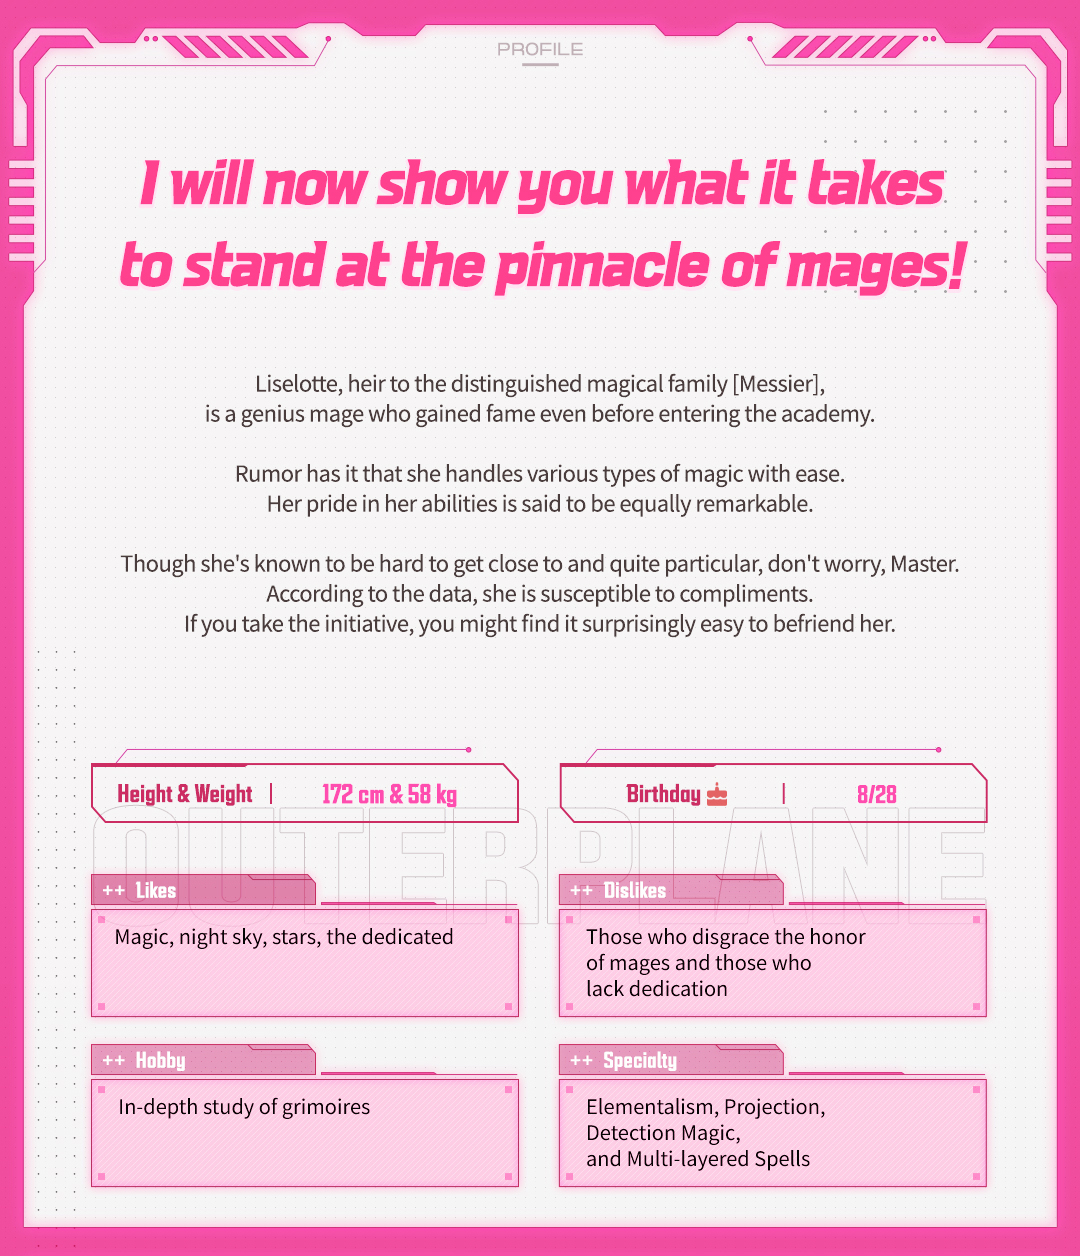 PROFILE
I will now show you what it takes
to stand at the pinnacle of mages!
Liselotte, heir to the distinguished magical family [Messier],
is a genius mage who gained fame even before entering the academy.
Rumor has it that she handles various types of magic with ease.
Her pride in her abilities is said to be equally remarkable.
Though she's known to be hard to get close to and quite particular, don't worry, Master.
According to the data, she is susceptible to compliments.
If you take the initiative, you might find it surprisingly easy to befriend her.
Height & Weight | 172 cm & 58 kg
Birthday | 8/28
OUTERPLANE
++ Likes
Magic, night sky, stars, the dedicated
++ Dislikes
Those who disgrace the honor
of mages and those who
lack dedication
++ Hobby
In-depth study of grimoires
++ Specialty
Elementalism, Projection,
Detection Magic,
and Multi-layered Spells